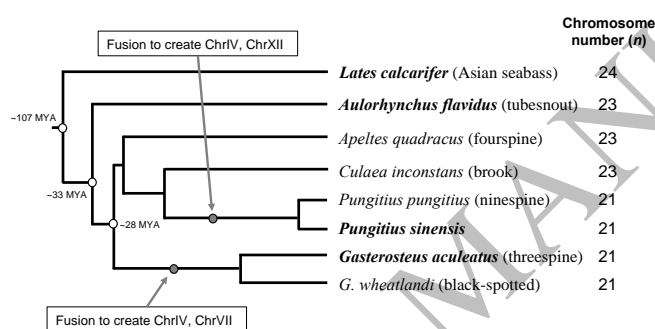 Fusion to create ChrIV, ChrXII
Chromosome
number (n)
Lates calcarifer (Asian seabass) 24
Aulorhynchus flavidus (tubesnout) 23
~107 MYA
Apeltes quadracus (fourspine) 23
Culaea inconstans (brook) 23
~33 MYA
Pungitius pungitius (ninespine) 21
~28 MYA
Pungitius sinensis 21
Gasterosteus aculeatus (threespine) 21
G. wheatlandi (black-spotted) 21
Fusion to create ChrIV, ChrVII
MANI